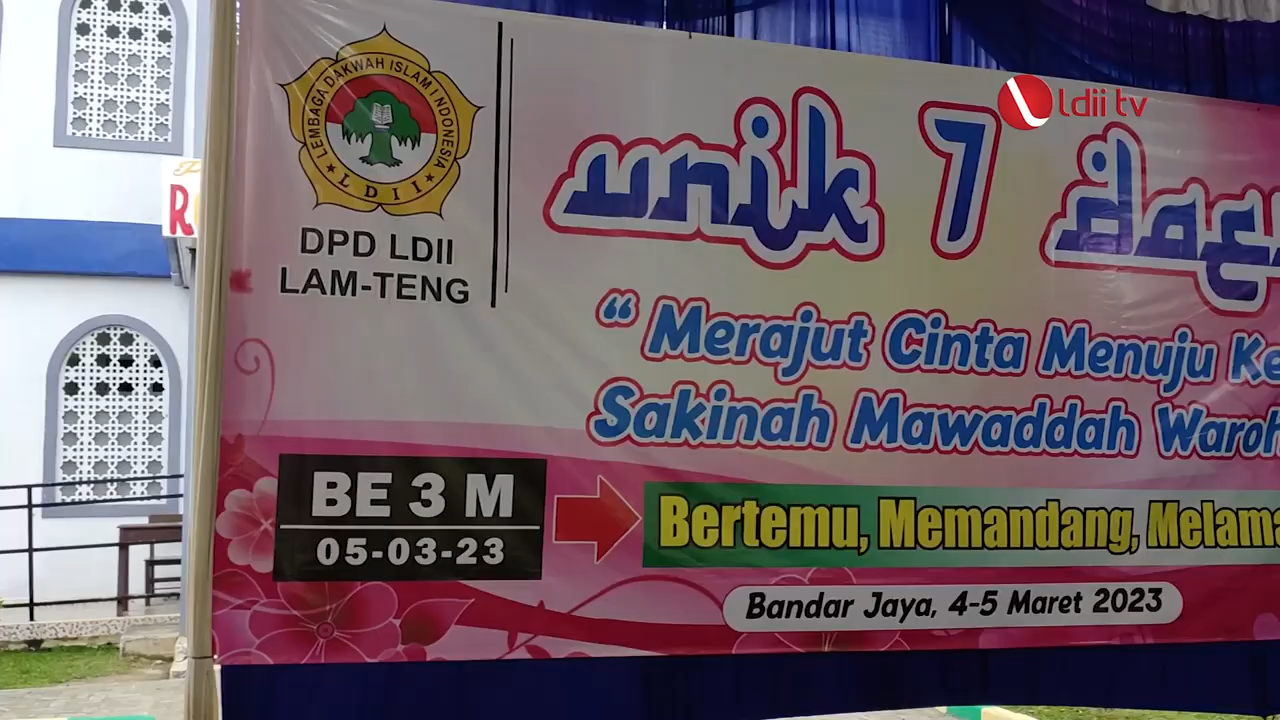 Ldii tv
LEMBAGA DAKWAH ISLAM INDONESIA
LDII
DPD LDII
LAM-TENG
unik 7
“ Merajut Cinta Menuju
Sakinah Mawaddah
BE 3 M
05-03-23
Bertemu, Memandang,
Bandar Jaya, 4-5 Maret 2023
R